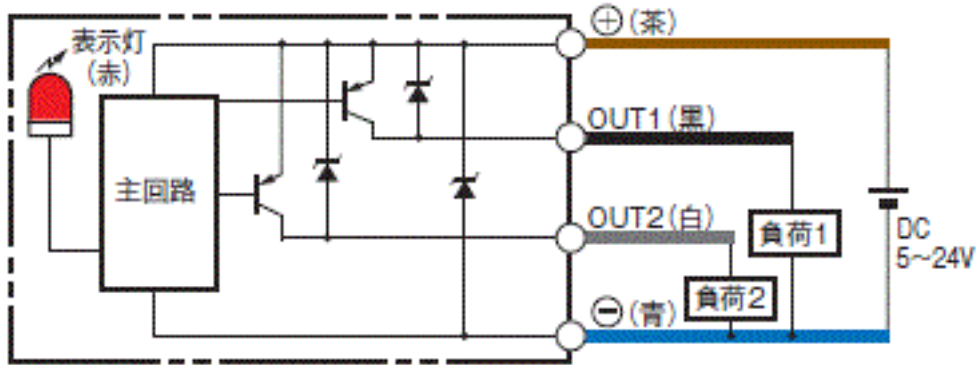 ⊕(茶)
表示灯
(赤)
OUT1(黒)
主回路
OUT2(白)
負荷1
DC
5~24V
負荷2
⊖(青)